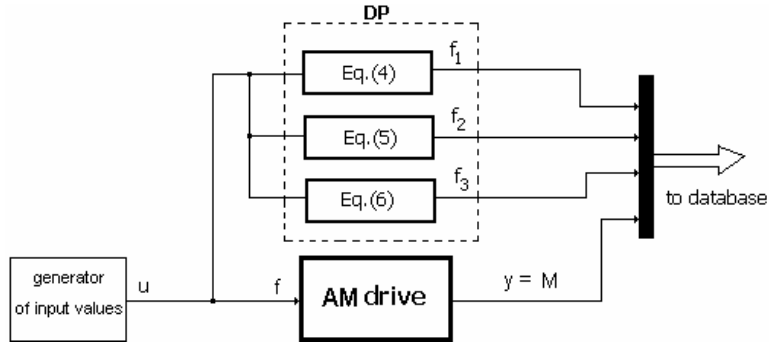 DP
Eq.(4)
f1
Eq.(5)
f2
Eq.(6)
f3
to database
generator
of input values
u
f
AM drive
y = M